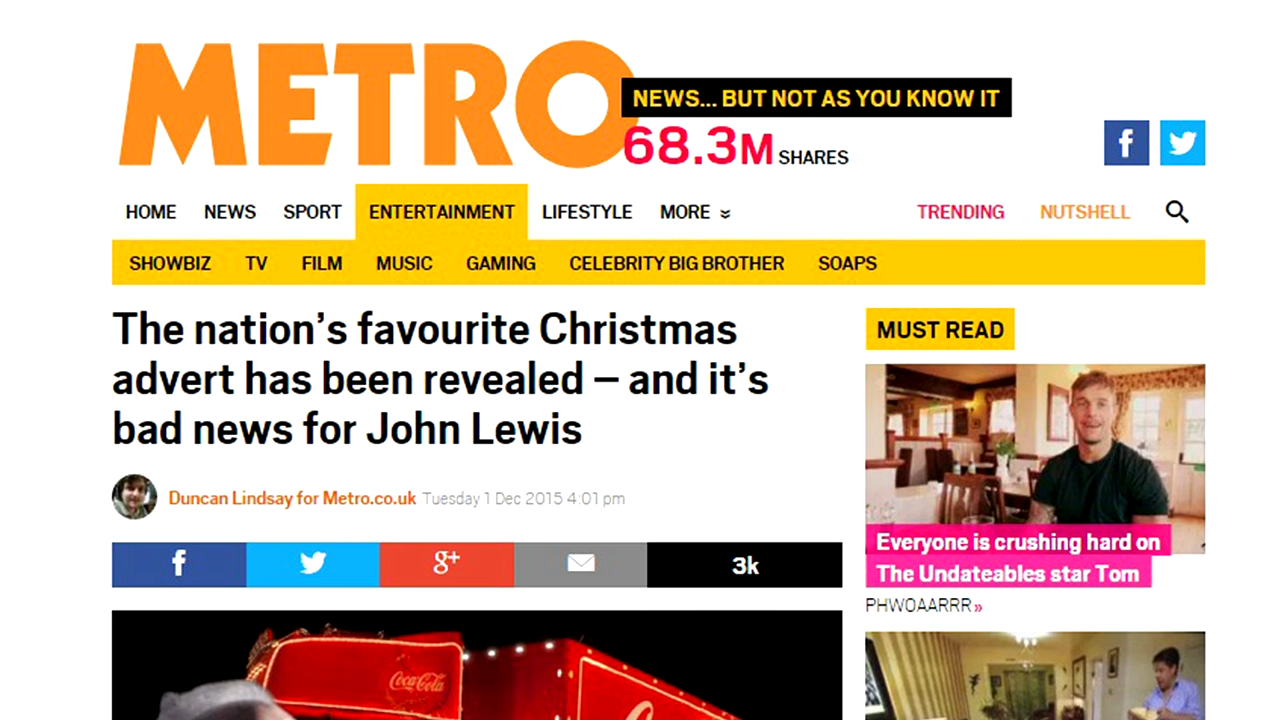 METRO
NEWS... BUT NOT AS YOU KNOW IT
68.3M SHARES
f
HOME NEWS SPORT ENTERTAINMENT LIFESTYLE MORE TRENDING NUTSHELL
SHOWBIZ TV FILM MUSIC GAMING CELEBRITY BIG BROTHER SOAPS
The nation's favourite Christmas
advert has been revealed – and it's
bad news for John Lewis
Duncan Lindsay for Metro.co.uk Tuesday 1 Dec 2015 4:01 pm
f g+ 3k
Coca-Cola
MUST READ
Everyone is crushing hard on
The Undateables star Tom
PHWOAARRR »